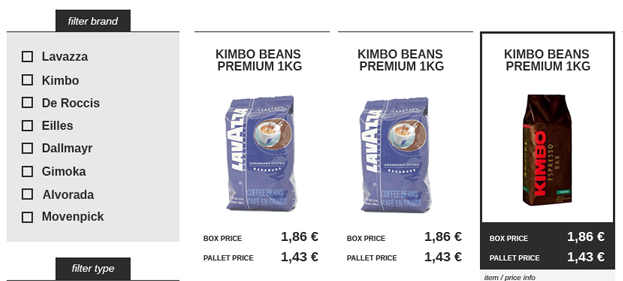 filter brand
Lavazza
Kimbo
De Roccis
Eilles
Dallmayr
Gimoka
Alvorada
Movenpick
filter type
KIMBO BEANS
PREMIUM 1KG
LAVAZZA
COFFEE BEANS
CAFÉ EN GRAINS
BOX PRICE 1,86 €
PALLET PRICE 1,43 €
KIMBO BEANS
PREMIUM 1KG
LAVAZZA
COFFEE BEANS
CAFÉ EN GRAINS
BOX PRICE 1,86 €
PALLET PRICE 1,43 €
KIMBO BEANS
PREMIUM 1KG
KIMBO
ESPRESSO
BAR
BOX PRICE 1,86 €
PALLET PRICE 1,43 €
item / price info